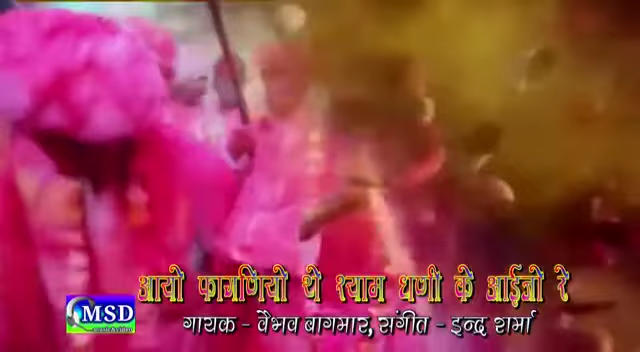 आयो फागणियो थे श्याम धणी के आईजो रे
गायक - वैभव बागमार, संगीत - इन्द्र शर्मा
MSD